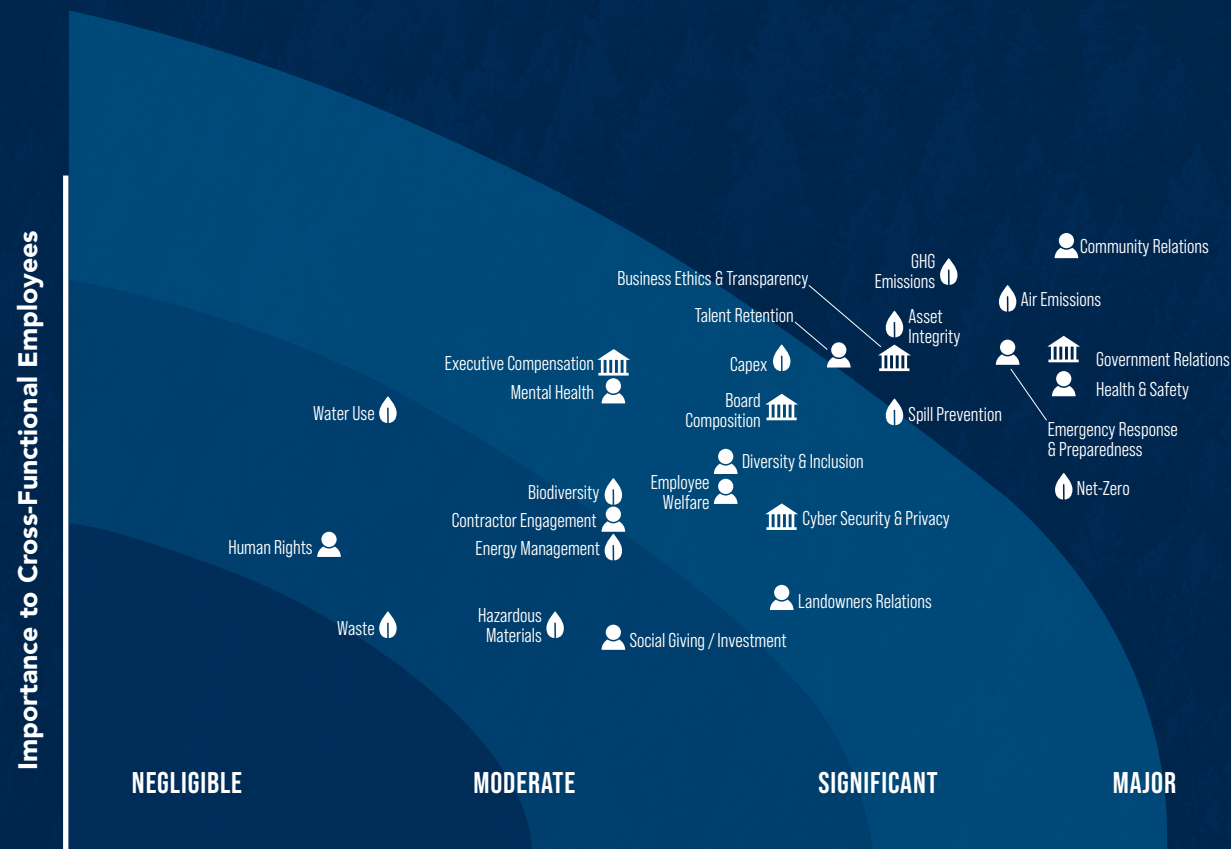 Importance to Cross-Functional Employees
Community Relations
GHG
Emissions
Business Ethics & Transparency
Air Emissions
Talent Retention
Asset
Integrity
Executive Compensation
Capex
Government Relations
Mental Health
Health & Safety
Water Use
Board
Composition
Spill Prevention
Emergency Response
& Preparedness
Diversity & Inclusion
Employee
Welfare
Biodiversity
Net-Zero
Contractor Engagement
Cyber Security & Privacy
Human Rights
Energy Management
Landowners Relations
Waste
Hazardous
Materials
Social Giving / Investment
NEGLIGIBLE
MODERATE
SIGNIFICANT
MAJOR